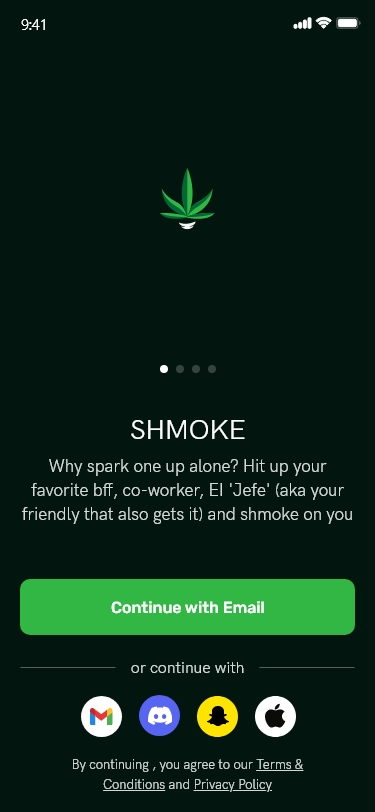 9:41
SHMOKE
Why spark one up alone? Hit up your
favorite bff, co-worker, El 'Jefe' (aka your
friendly that also gets it) and shmoke on you
Continue with Email
or continue with
By continuing , you agree to our Terms &
Conditions and Privacy Policy